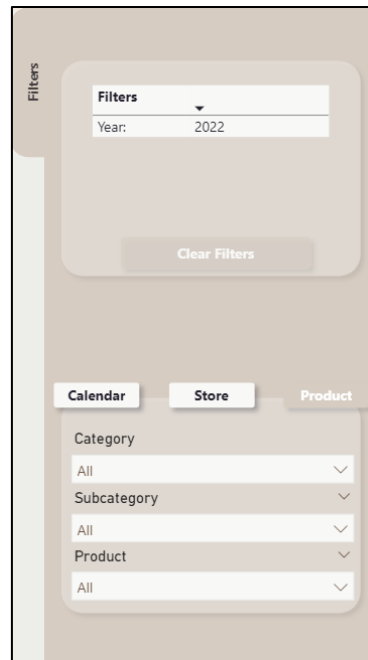 Filters
Filters
Year: 2022
Clear Filters
Calendar Store Product
Category
All
Subcategory
All
Product
All